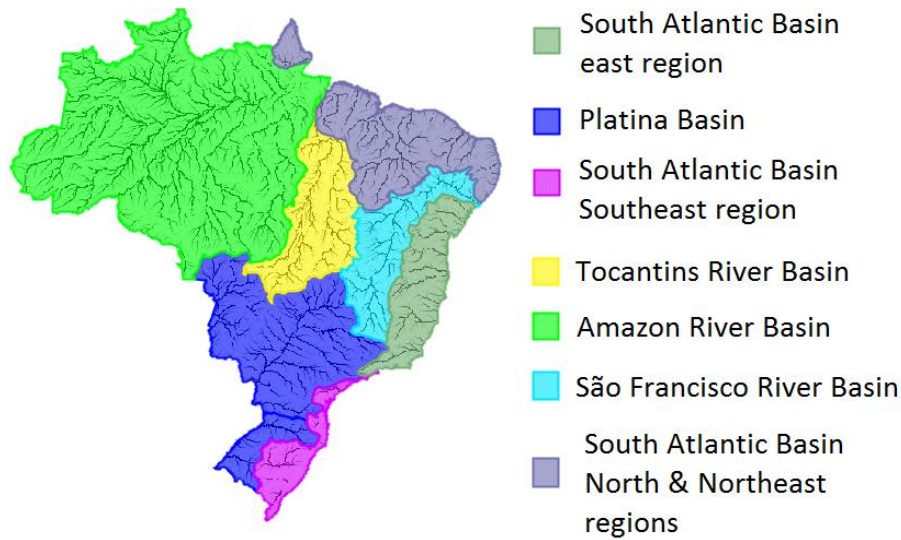 South Atlantic Basin
east region
Platina Basin
South Atlantic Basin
Southeast region
Tocantins River Basin
Amazon River Basin
São Francisco River Basin
South Atlantic Basin
North & Northeast
regions